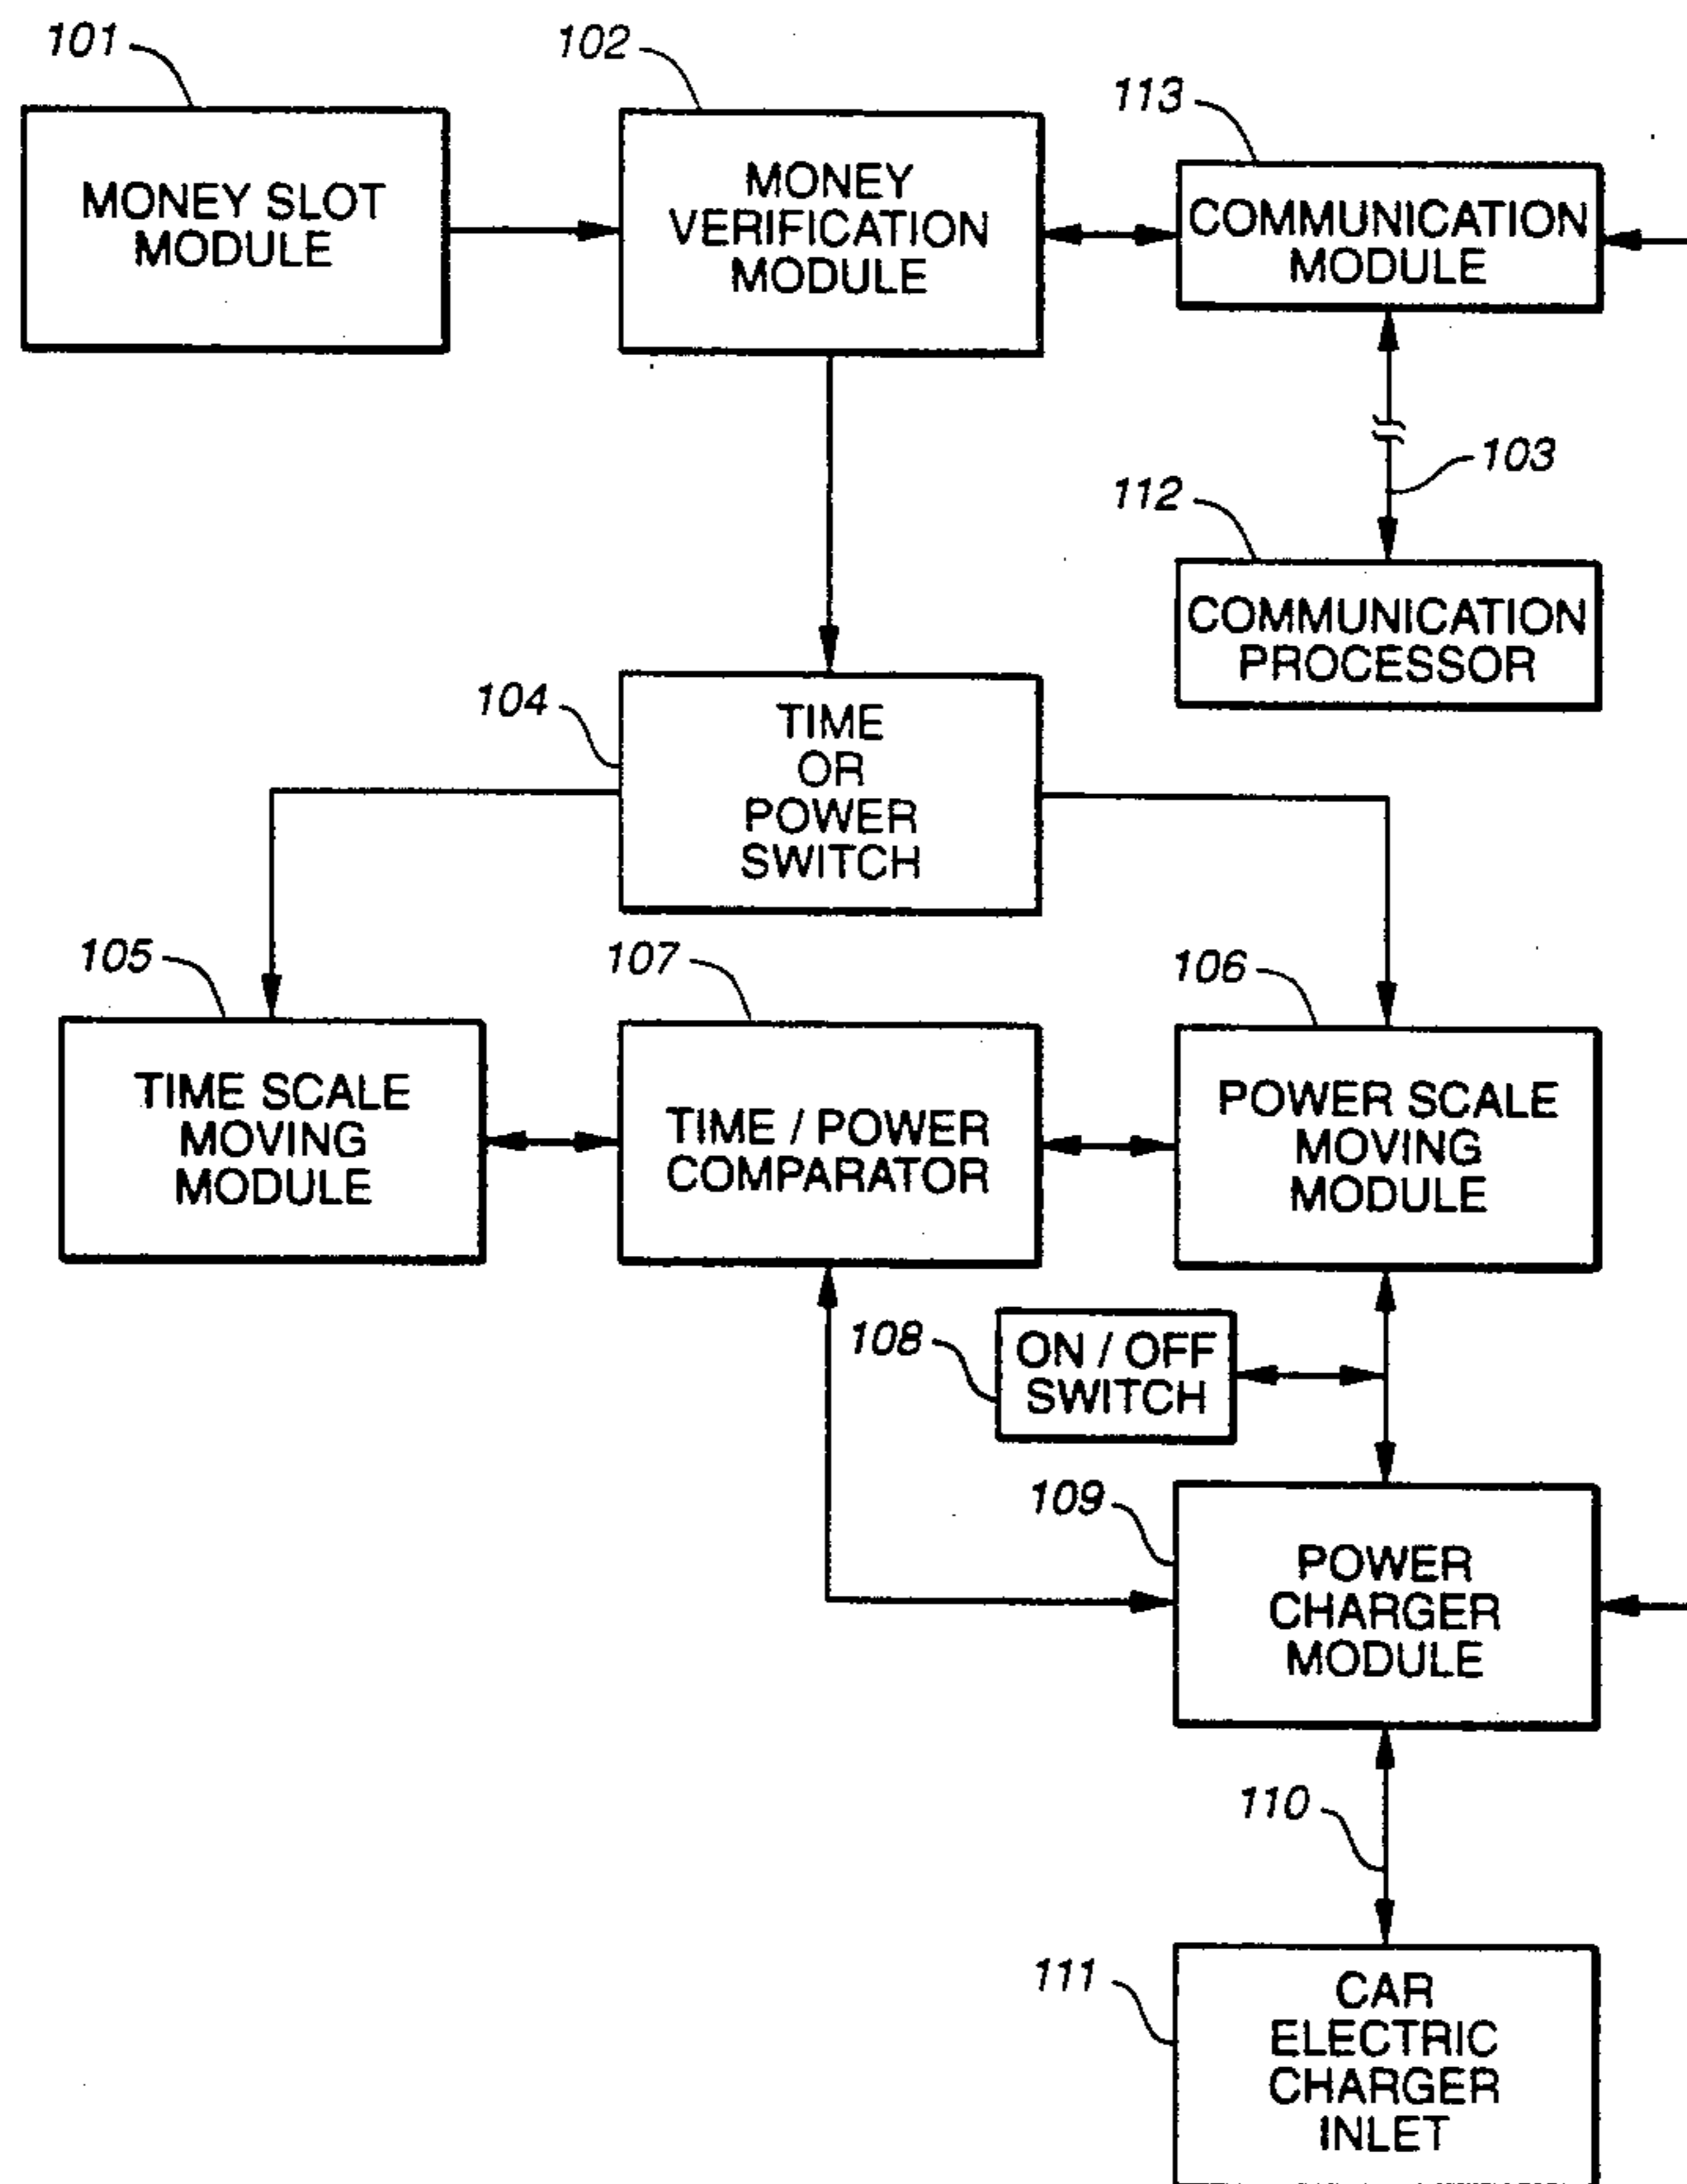 101
MONEY SLOT
MODULE
102
MONEY
VERIFICATION
MODULE
113
COMMUNICATION
MODULE
103
112
COMMUNICATION
PROCESSOR
104
TIME
OR
POWER
SWITCH
105
TIME SCALE
MOVING
MODULE
107
TIME / POWER
COMPARATOR
106
POWER SCALE
MOVING
MODULE
108
ON / OFF
SWITCH
109
POWER
CHARGER
MODULE
110
111
CAR
ELECTRIC
CHARGER
INLET